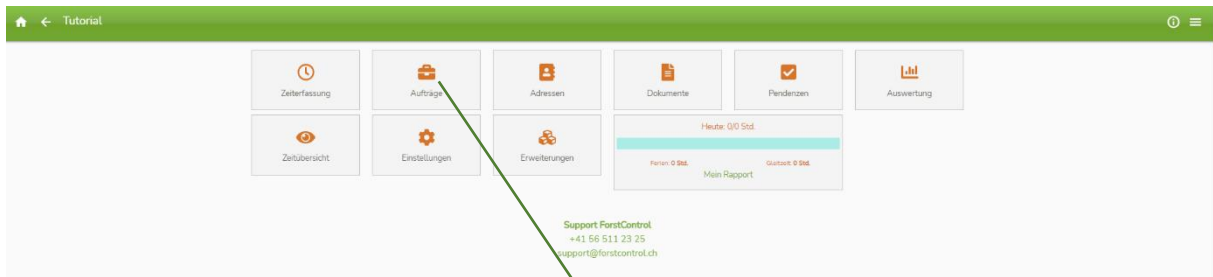 Tutorial
Zeiterfassung
Aufträge
Adressen
Dokumente
Pendenzen
Auswertung
Zeitübersicht
Einstellungen
Erweiterungen
Heute: 0/0 Std.
Ferien: 0 Std.
Gleitzeit: 0 Std.
Mein Rapport
Support ForstControl
+41 56 511 23 25
support@forstcontrol.ch